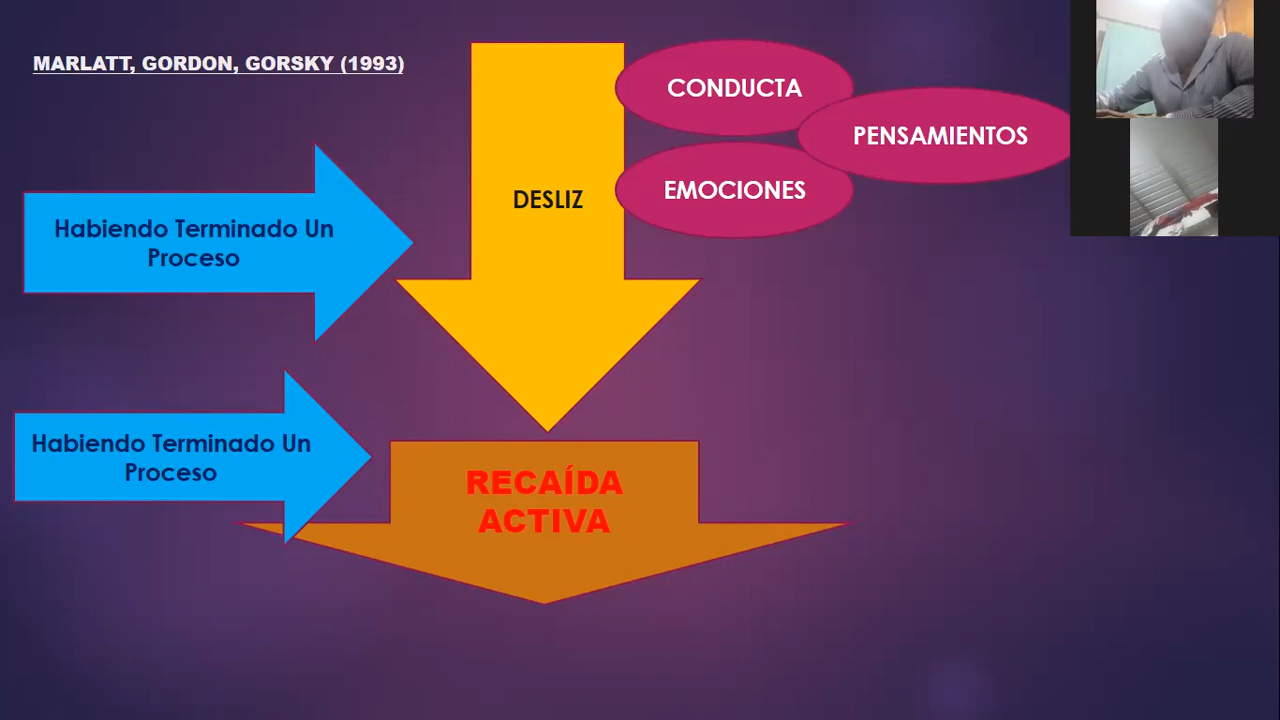 MARLATT, GORDON, GORSKY (1993)
CONDUCTA
PENSAMIENTOS
EMOCIONES
DESLIZ
Habiendo Terminado Un
Proceso
Habiendo Terminado Un
Proceso
RECAÍDA
ACTIVA